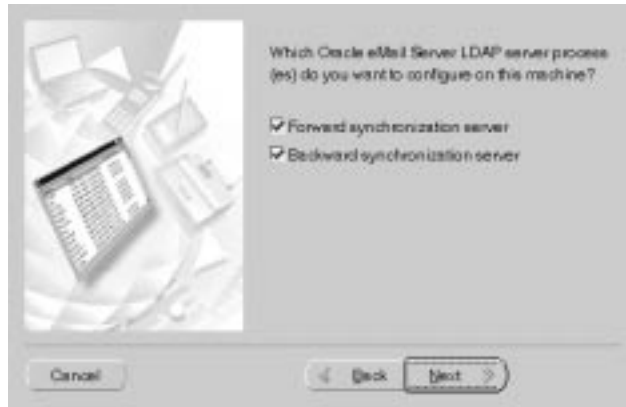 Which Oracle eMail Server LDAP server process
(es) do you want to configure on this machine?
Forward synchronization server
Backward synchronization server
Cancel
Back
Next